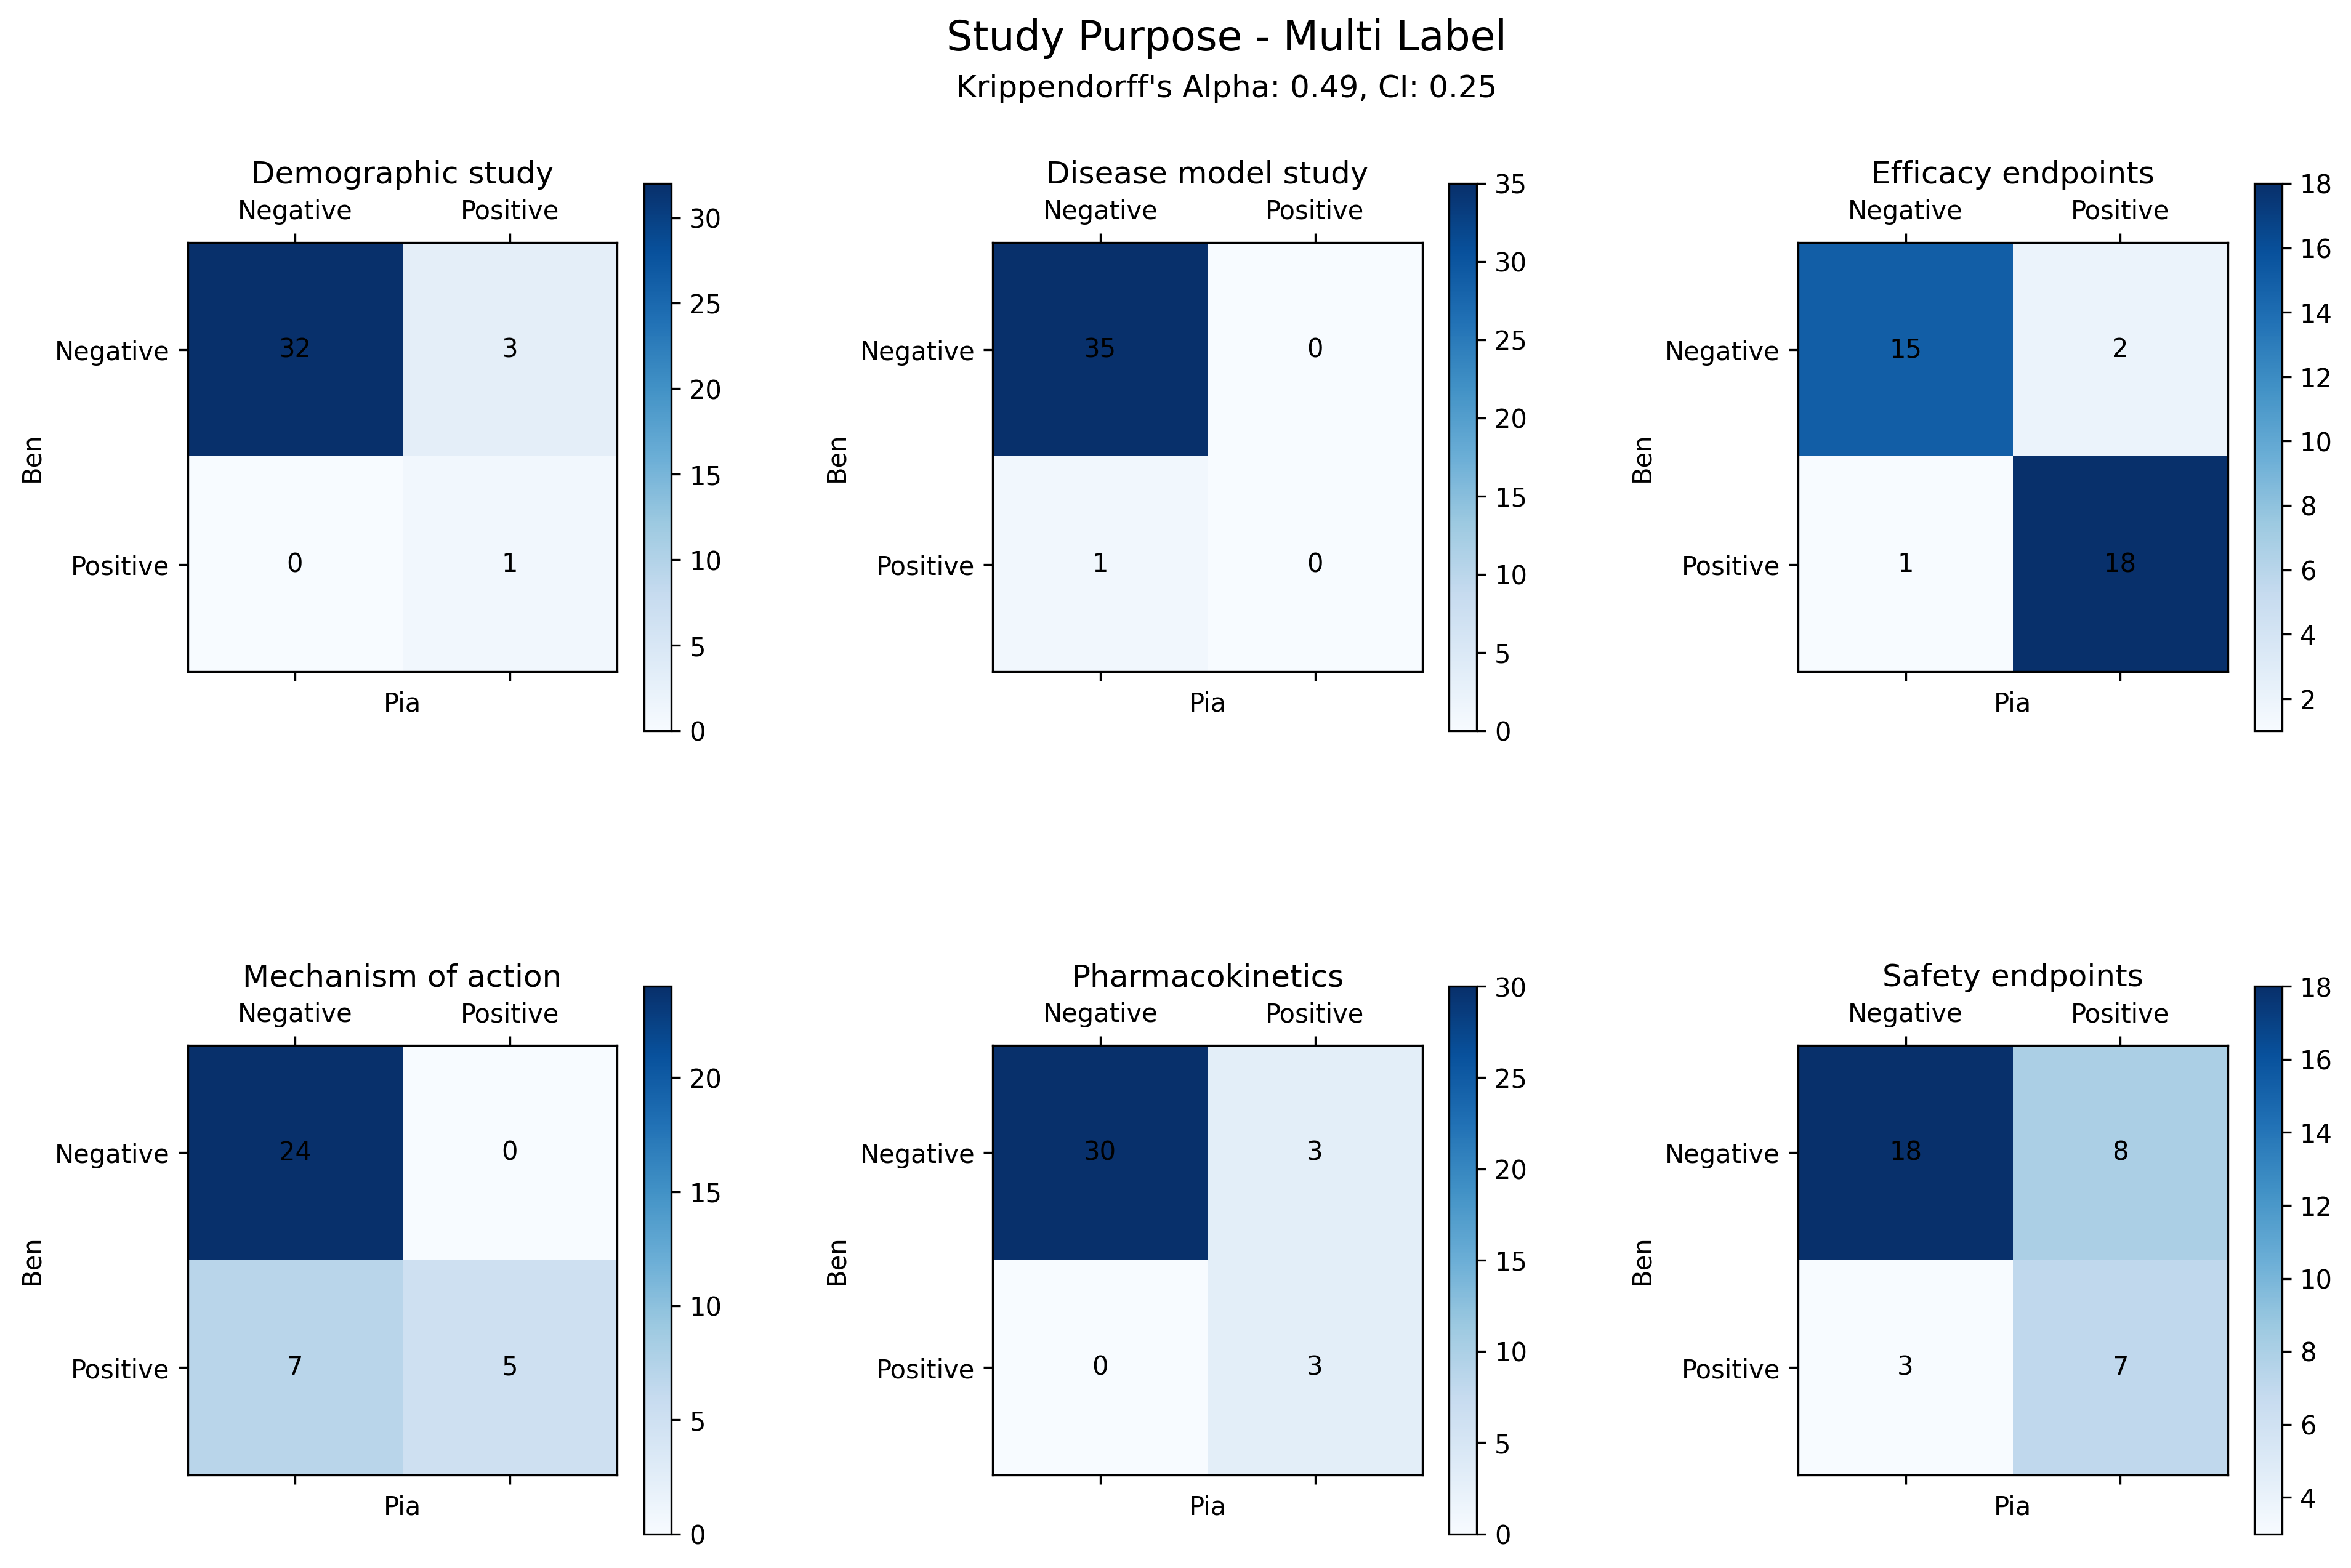 Study Purpose - Multi Label
Krippendorff's Alpha: 0.49, CI: 0.25
Demographic study
Negative Positive
Negative 32 3
Positive 0 1
Ben
Pia
30
25
20
15
10
5
0
Disease model study
Negative Positive
Negative 35 0
Positive 1 0
Ben
Pia
35
30
25
20
15
10
5
0
Efficacy endpoints
Negative Positive
Negative 15 2
Positive 1 18
Ben
Pia
18
16
14
12
10
8
6
4
2
Mechanism of action
Negative Positive
Negative 24 0
Positive 7 5
Ben
Pia
20
15
10
5
0
Pharmacokinetics
Negative Positive
Negative 30 3
Positive 0 3
Ben
Pia
30
25
20
15
10
5
0
Safety endpoints
Negative Positive
Negative 18 8
Positive 3 7
Ben
Pia
18
16
14
12
10
8
6
4